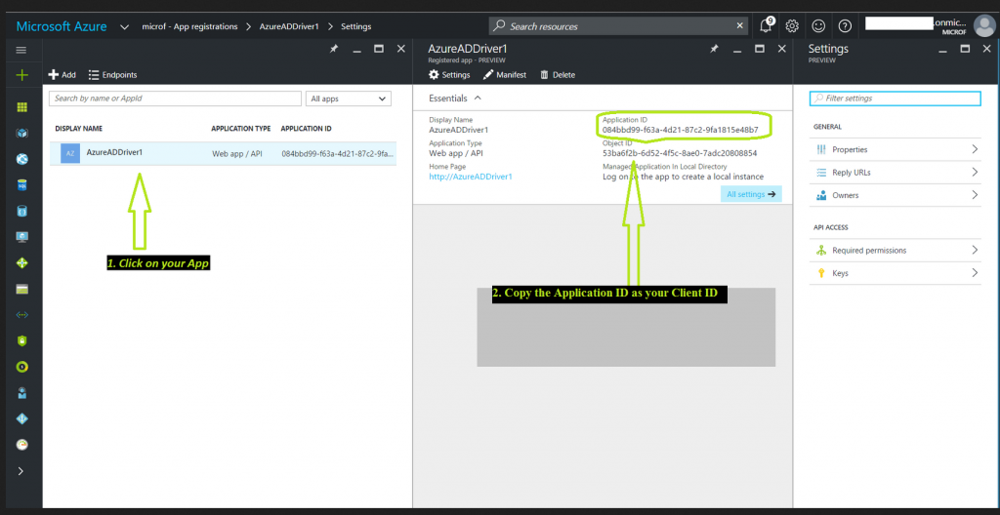 Microsoft Azure
microf - App registrations > AzureADDriver1 > Settings
Search resources
9
.onmic...
MICROF
Add
Endpoints
Search by name or AppId
All apps
DISPLAY NAME
APPLICATION TYPE
APPLICATION ID
AZ
AzureADDriver1
Web app / API
084bbd99-f63a-4d21-87c2-9fa...
1. Click on your App
AzureADDriver1
Registered app - PREVIEW
Settings
Manifest
Delete
Essentials
Display Name
AzureADDriver1
Application Type
Web app / API
Home Page
http://AzureADDriver1
Application ID
084bbd99-f63a-4d21-87c2-9fa1815e48b7
Object ID
53ba6f2b-6d52-4f5c-8ae0-7adc20808854
Managed Application In Local Directory
Log on to the app to create a local instance
All settings
2. Copy the Application ID as your Client ID
Settings
PREVIEW
Filter settings
GENERAL
Properties
Reply URLs
Owners
API ACCESS
Required permissions
Keys